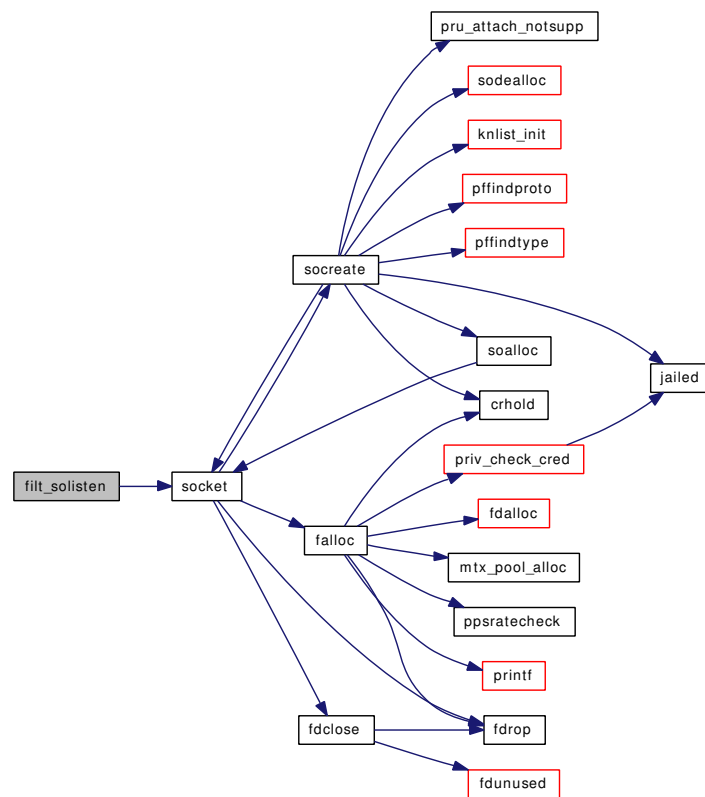 pru_attach_notsupp
sodealloc
knlist_init
pffindproto
pffindtype
socreate
soalloc
jailed
crhold
priv_check_cred
filt_solisten
socket
fdalloc
falloc
mtx_pool_alloc
ppsratecheck
printf
fdclose
fdrop
fdunused